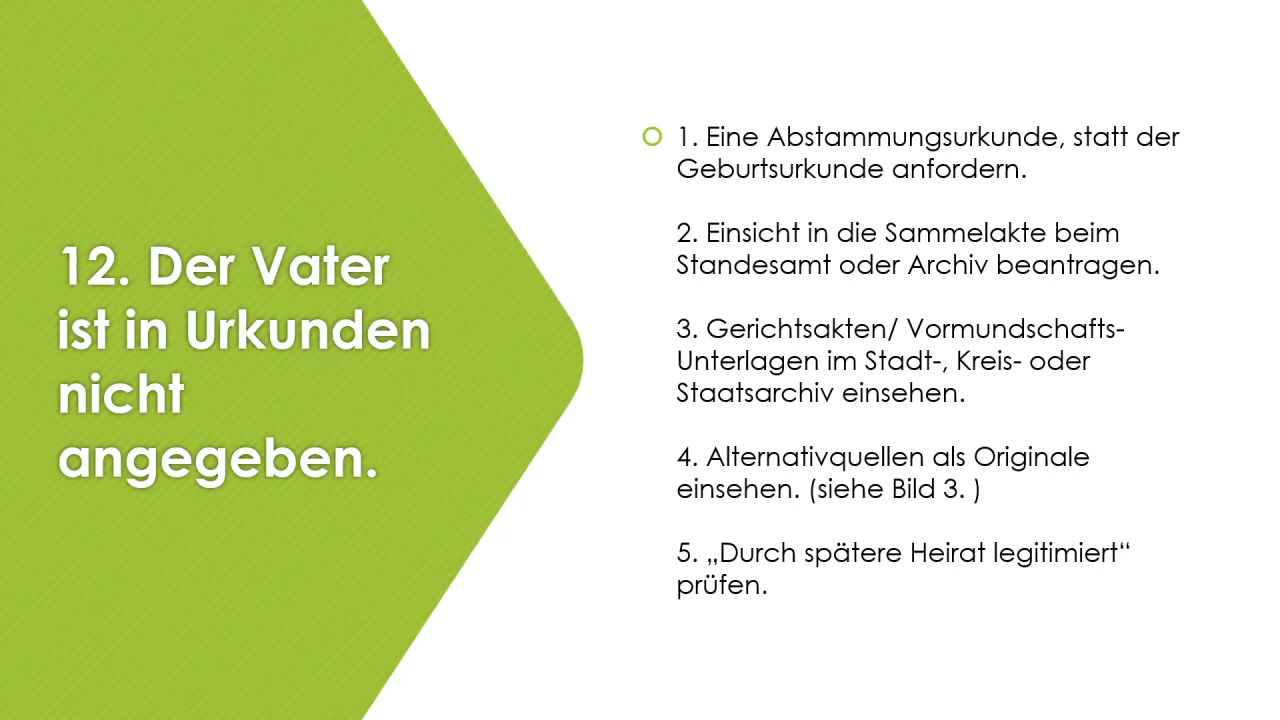 12. Der Vater
ist in Urkunden
nicht
angegeben.
1. Eine Abstammungsurkunde, statt der
Geburtsurkunde anfordern.
2. Einsicht in die Sammelakte beim
Standesamt oder Archiv beantragen.
3. Gerichtsakten/ Vormundschafts-
Unterlagen im Stadt-, Kreis- oder
Staatsarchiv einsehen.
4. Alternativquellen als Originale
einsehen. (siehe Bild 3. )
5. „Durch spätere Heirat legitimiert“
prüfen.